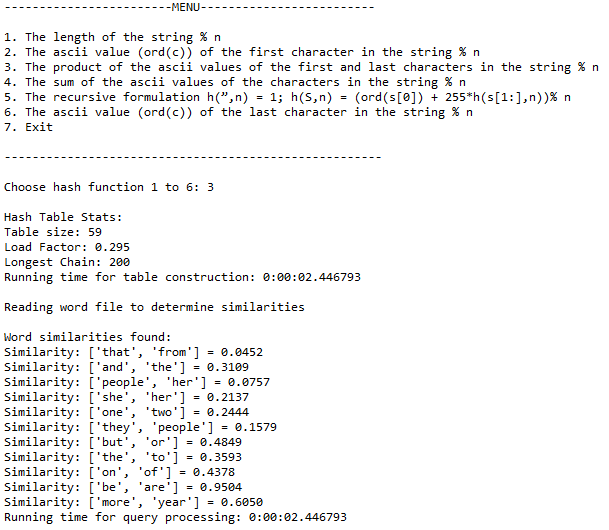 ------------------------MENU-------------------------
1. The length of the string % n
2. The ascii value (ord(c)) of the first character in the string % n
3. The product of the ascii values of the first and last characters in the string % n
4. The sum of the ascii values of the characters in the string % n
5. The recursive formulation h(”,n) = 1; h(S,n) = (ord(s[0]) + 255*h(s[1:],n))% n
6. The ascii value (ord(c)) of the last character in the string % n
7. Exit
------------------------------------------------------
Choose hash function 1 to 6: 3
Hash Table Stats:
Table size: 59
Load Factor: 0.295
Longest Chain: 200
Running time for table construction: 0:00:02.446793
Reading word file to determine similarities
Word similarities found:
Similarity: ['that', 'from'] = 0.0452
Similarity: ['and', 'the'] = 0.3109
Similarity: ['people', 'her'] = 0.0757
Similarity: ['she', 'her'] = 0.2137
Similarity: ['one', 'two'] = 0.2444
Similarity: ['they', 'people'] = 0.1579
Similarity: ['but', 'or'] = 0.4849
Similarity: ['the', 'to'] = 0.3593
Similarity: ['on', 'of'] = 0.4378
Similarity: ['be', 'are'] = 0.9504
Similarity: ['more', 'year'] = 0.6050
Running time for query processing: 0:00:02.446793